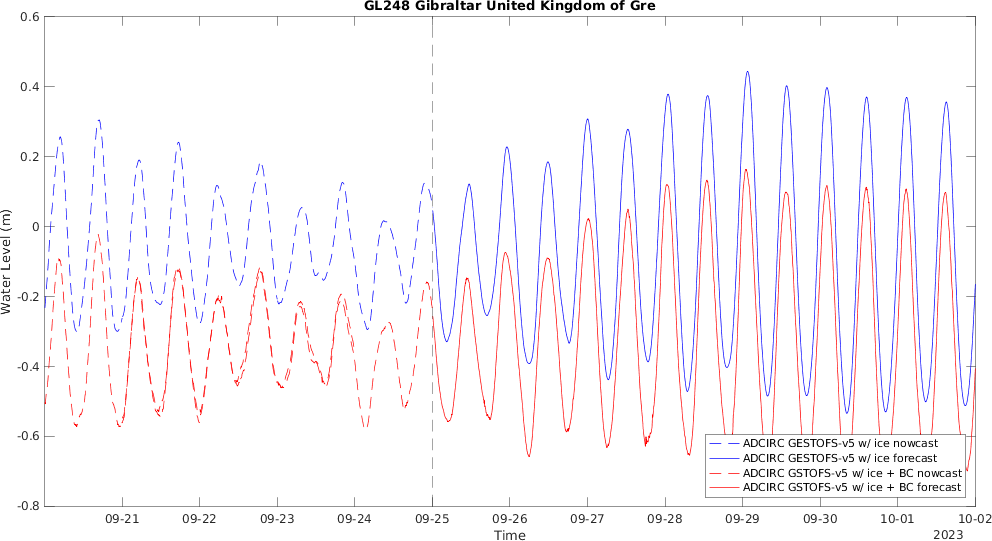 GL248 Gibraltar United Kingdom of Gre
0.6
0.4
0.2
0
-0.2
-0.4
-0.6
-0.8
Water Level (m)
ADCIRC GESTOFS-v5 w/ ice nowcast
ADCIRC GESTOFS-v5 w/ ice forecast
ADCIRC GSTOFS-v5 w/ ice + BC nowcast
ADCIRC GSTOFS-v5 w/ ice + BC forecast
09-21 09-22 09-23 09-24 09-25 09-26 09-27 09-28 09-29 09-30 10-01 10-02
Time
2023